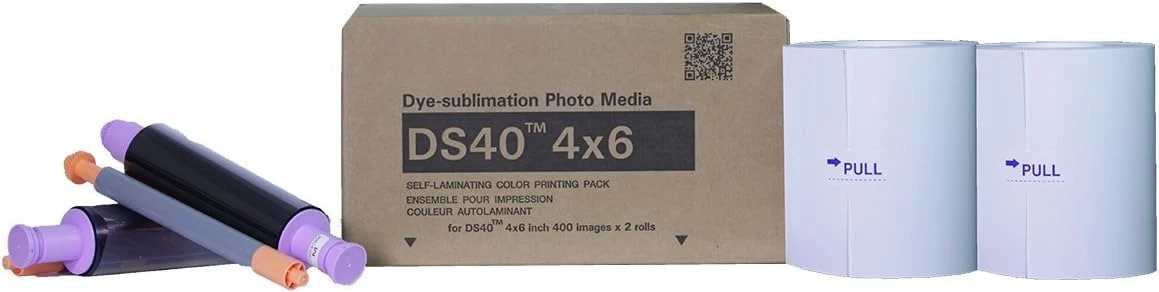 Dye-sublimation Photo Media
DS40™ 4x6
SELF-LAMINATING COLOR PRINTING PACK
ENSEMBLE POUR IMPRESSION
COULEUR AUTOLAMINANT
for DS40™ 4x6 inch 400 images x 2 rolls
PULL
PULL